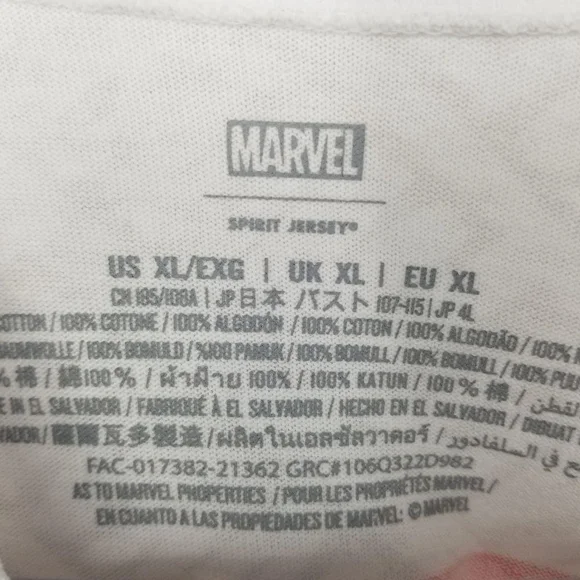 MARVEL
SPIRIT JERSEY®
US XL/EXG | UK XL | EU XL
CN 185/108A | JP 日本 バスト 107-115 | JP 4L
COTTON / 100% COTONE / 100% ALGODÓN / 100% COTON / 100% ALGODÃO / 100%
BAUMWOLLE / 100% BOMULD / %100 PAMUK / 100% BOMULL / 100% BOMULL / 100%
% 棉 / 綿100% / ผ้าฝ้าย 100% / 100% KATUN / 100 % 棉 /
IN EL SALVADOR / FABRIQUÉ À EL SALVADOR / HECHO EN EL SALVADOR / DIBUAT
/ 薩爾瓦多製造 / ผลิตในเอลซัลวาดอร์ / في السلفادور
FAC-017382-21362 GRC#106Q322D982
AS TO MARVEL PROPERTIES / POUR LES PROPRIÉTÉS MARVEL /
EN CUANTO A LAS PROPIEDADES DE MARVEL: © MARVEL